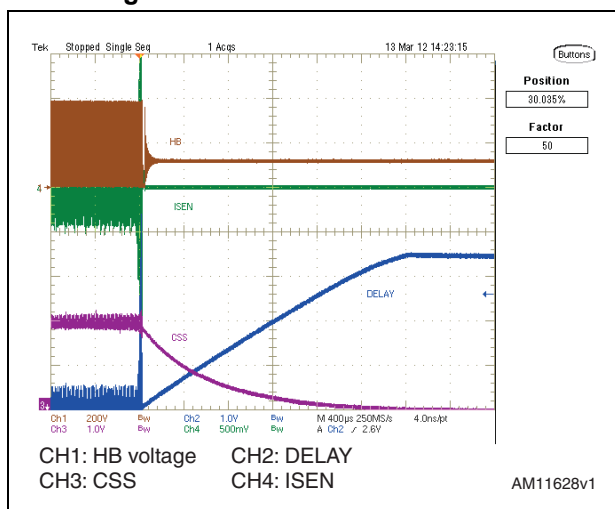 Tek Stopped Single Seq 1 Acqs 13 Mar 12 14:23:15
Buttons
Position
30.035%
Factor
50
HB
4
ISEN
DELAY
CSS
3
Ch1 200V Bw Ch2 1.0V Bw M 400µs 250MS/s 4.0ns/pt
Ch3 1.0V Bw Ch4 500mV Bw A Ch2 / 2.6V
CH1: HB voltage CH2: DELAY
CH3: CSS CH4: ISEN
AM11628v1